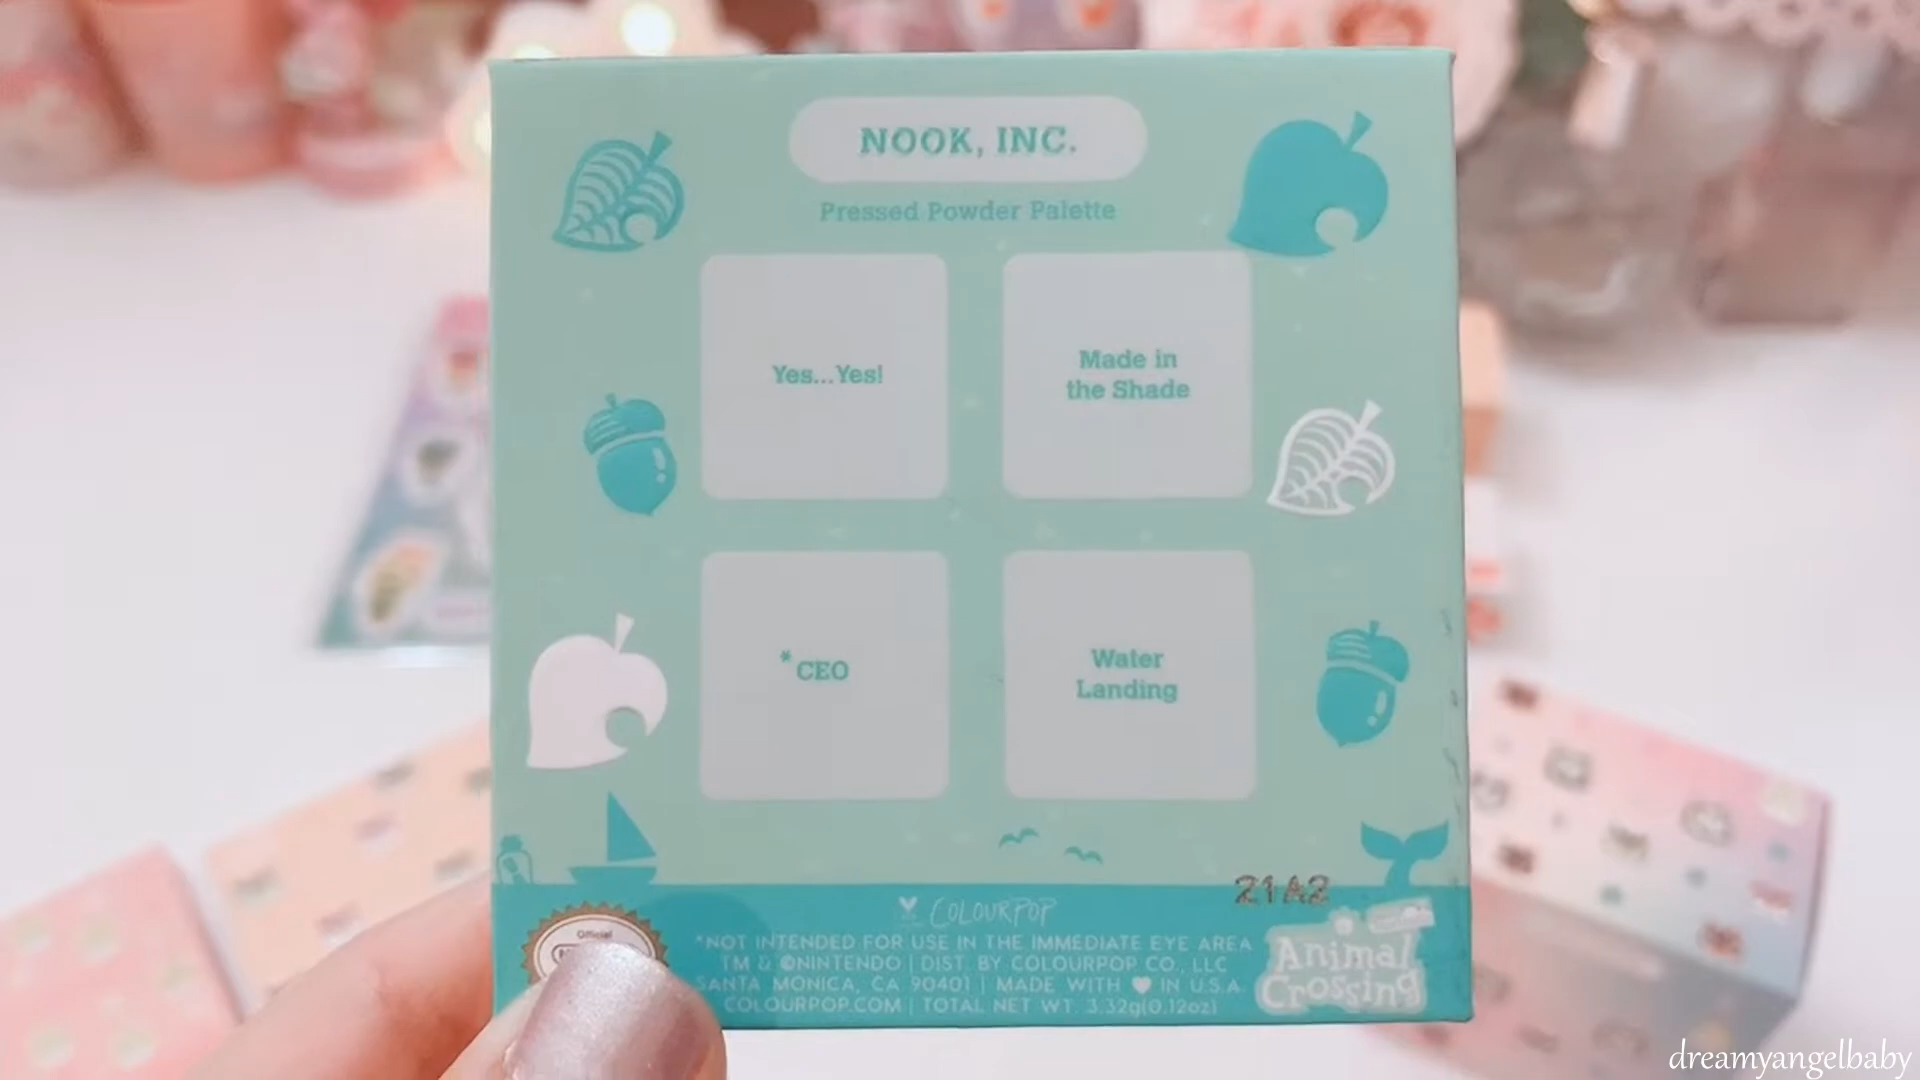 NOOK, INC.
Pressed Powder Palette
Yes...Yes!
Made in
the Shade
*CEO
Water
Landing
21A2
COLOURPOP
*NOT INTENDED FOR USE IN THE IMMEDIATE EYE AREA
TM & ©NINTENDO | DIST. BY COLOURPOP CO., LLC
SANTA MONICA, CA 90401 | MADE WITH ♥ IN U.S.A.
COLOURPOP.COM | TOTAL NET WT. 3.32g(0.12oz)
Official
Animal
Crossing
dreamyangelbaby